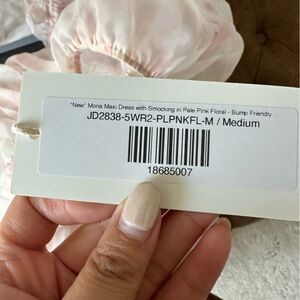 "New" Mona Maxi Dress with Smocking in Pale Pink Floral - Bump Friendly ...
JD2838-5WR2-PLPNKFL-M / Medium
18685007